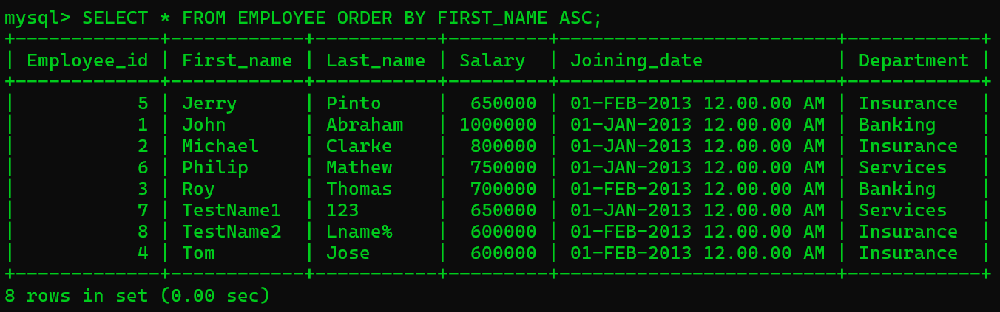 mysql> SELECT * FROM EMPLOYEE ORDER BY FIRST_NAME ASC;
+-------------+------------+-----------+---------+-------------------------+------------+
| Employee_id | First_name | Last_name | Salary  | Joining_date            | Department |
+-------------+------------+-----------+---------+-------------------------+------------+
|           5 | Jerry      | Pinto     |  650000 | 01-FEB-2013 12.00.00 AM | Insurance  |
|           1 | John       | Abraham   | 1000000 | 01-JAN-2013 12.00.00 AM | Banking    |
|           2 | Michael    | Clarke    |  800000 | 01-JAN-2013 12.00.00 AM | Insurance  |
|           6 | Philip     | Mathew    |  750000 | 01-JAN-2013 12.00.00 AM | Services   |
|           3 | Roy        | Thomas    |  700000 | 01-FEB-2013 12.00.00 AM | Banking    |
|           7 | TestName1  | 123       |  650000 | 01-JAN-2013 12.00.00 AM | Services   |
|           8 | TestName2  | Lname%    |  600000 | 01-FEB-2013 12.00.00 AM | Insurance  |
|           4 | Tom        | Jose      |  600000 | 01-FEB-2013 12.00.00 AM | Insurance  |
+-------------+------------+-----------+---------+-------------------------+------------+
8 rows in set (0.00 sec)